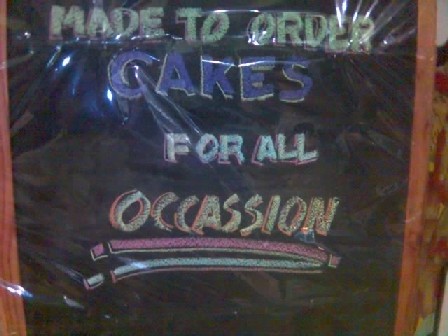 MADE TO ORDER
CAKES
FOR ALL
OCCASSION